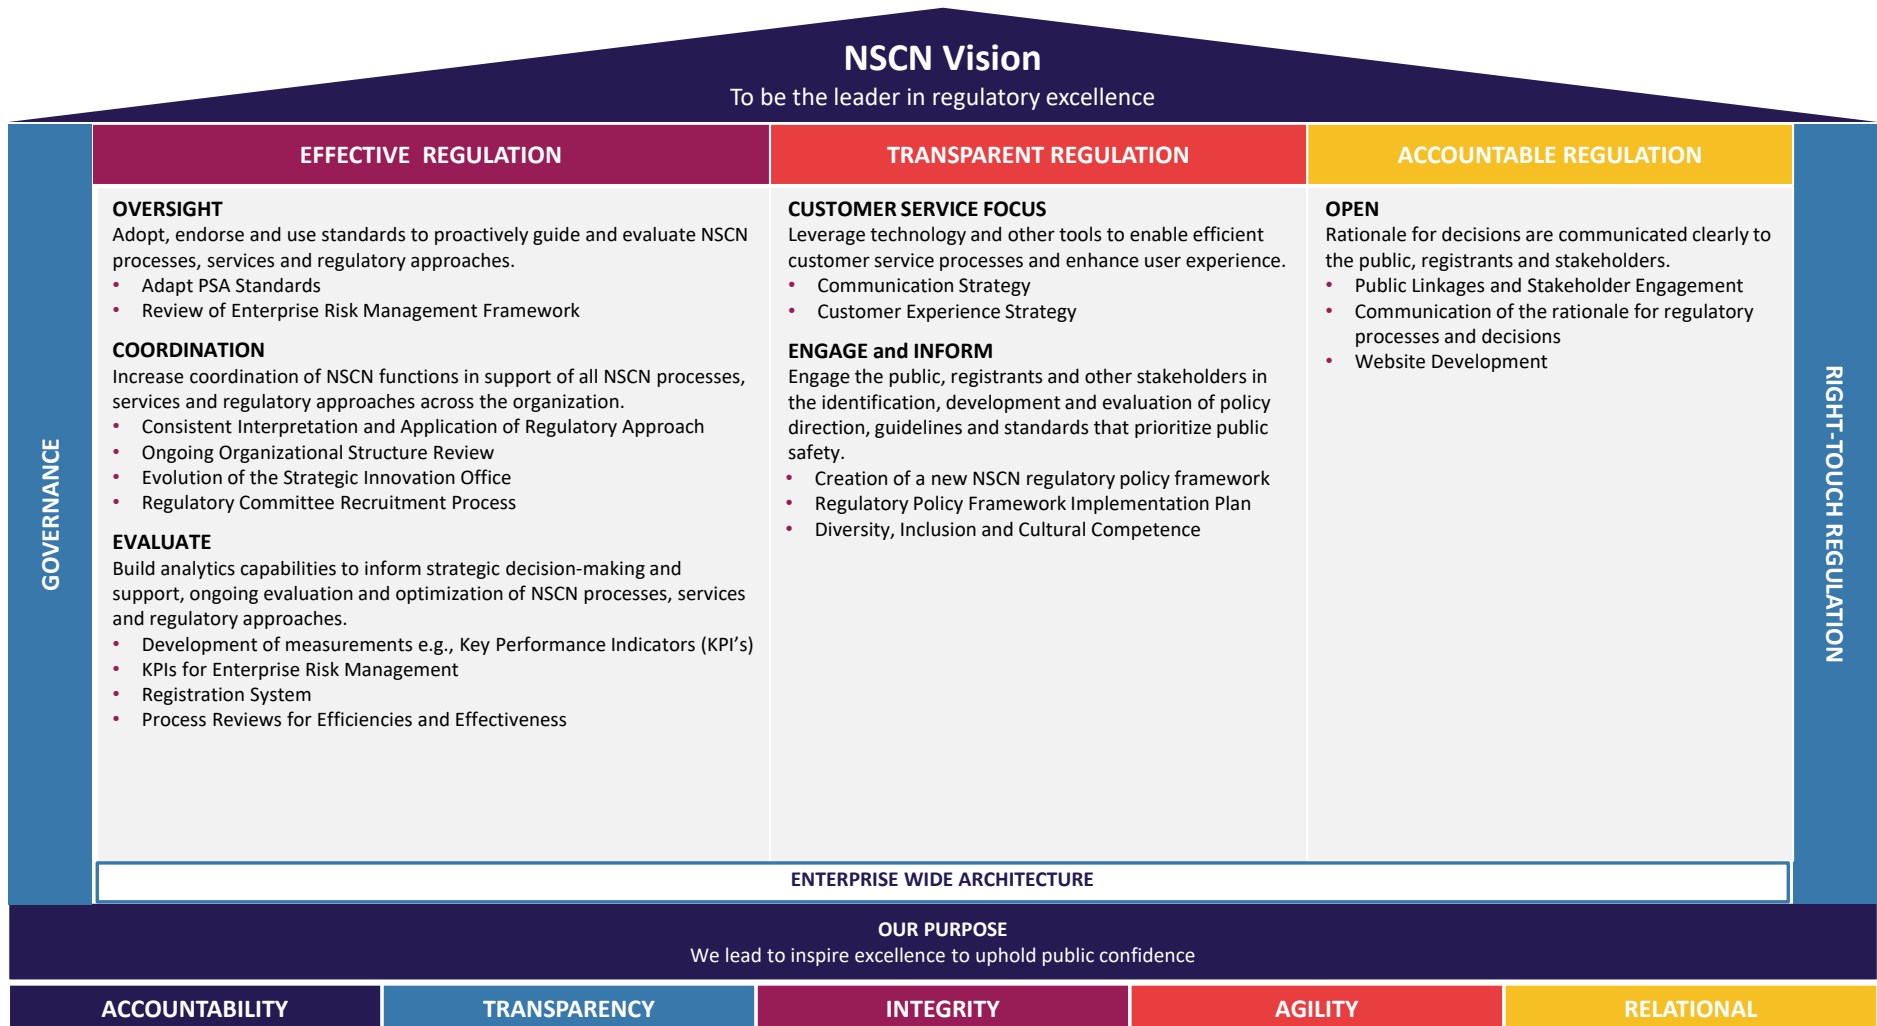 NSCN Vision
To be the leader in regulatory excellence
GOVERNANCE
EFFECTIVE REGULATION
OVERSIGHT
Adopt, endorse and use standards to proactively guide and evaluate NSCN
processes, services and regulatory approaches.
• Adapt PSA Standards
• Review of Enterprise Risk Management Framework
COORDINATION
Increase coordination of NSCN functions in support of all NSCN processes,
services and regulatory approaches across the organization.
• Consistent Interpretation and Application of Regulatory Approach
• Ongoing Organizational Structure Review
• Evolution of the Strategic Innovation Office
• Regulatory Committee Recruitment Process
EVALUATE
Build analytics capabilities to inform strategic decision-making and
support, ongoing evaluation and optimization of NSCN processes, services
and regulatory approaches.
• Development of measurements e.g., Key Performance Indicators (KPI’s)
• KPIs for Enterprise Risk Management
• Registration System
• Process Reviews for Efficiencies and Effectiveness
TRANSPARENT REGULATION
CUSTOMER SERVICE FOCUS
Leverage technology and other tools to enable efficient
customer service processes and enhance user experience.
• Communication Strategy
• Customer Experience Strategy
ENGAGE and INFORM
Engage the public, registrants and other stakeholders in
the identification, development and evaluation of policy
direction, guidelines and standards that prioritize public
safety.
• Creation of a new NSCN regulatory policy framework
• Regulatory Policy Framework Implementation Plan
• Diversity, Inclusion and Cultural Competence
ACCOUNTABLE REGULATION
OPEN
Rationale for decisions are communicated clearly to
the public, registrants and stakeholders.
• Public Linkages and Stakeholder Engagement
• Communication of the rationale for regulatory
processes and decisions
• Website Development
RIGHT-TOUCH REGULATION
ENTERPRISE WIDE ARCHITECTURE
OUR PURPOSE
We lead to inspire excellence to uphold public confidence
ACCOUNTABILITY
TRANSPARENCY
INTEGRITY
AGILITY
RELATIONAL